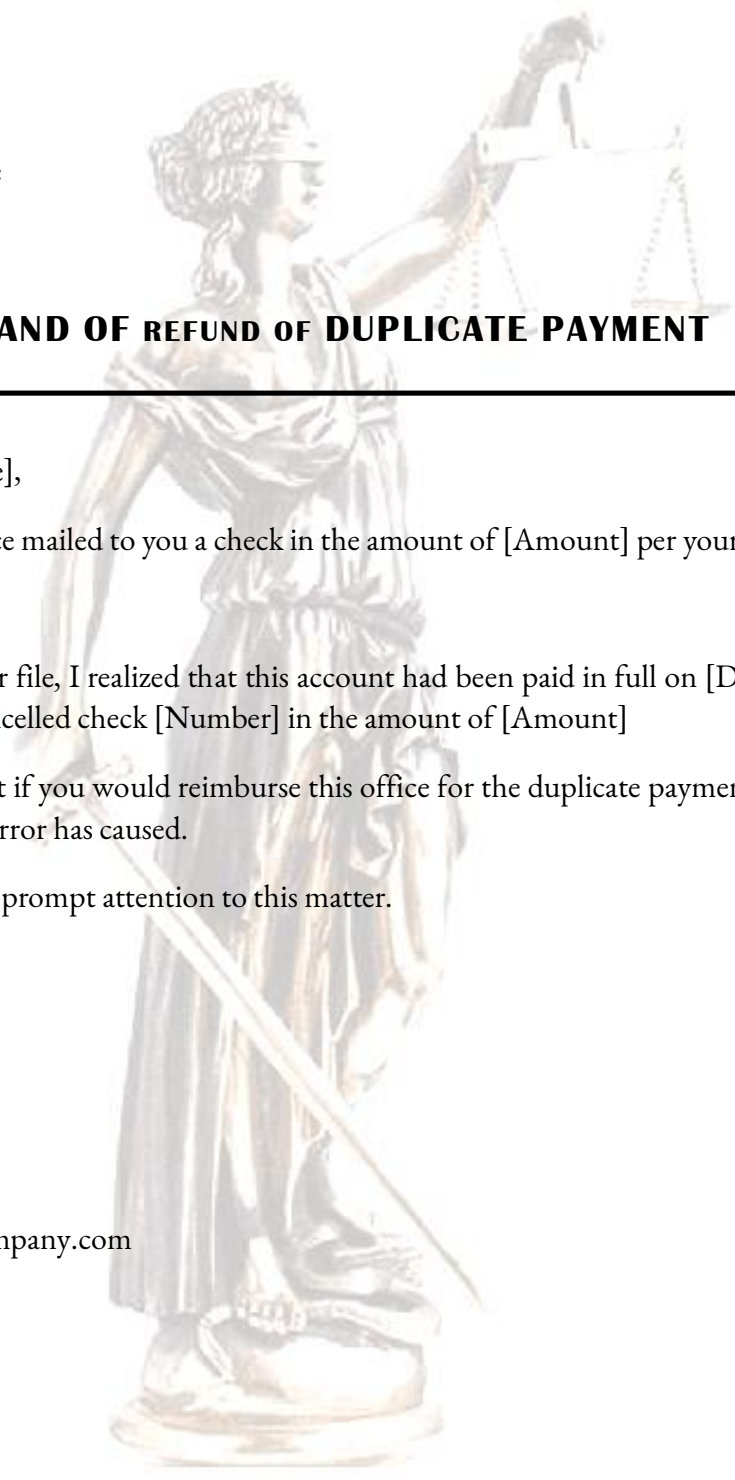 AND OF REFUND OF DUPLICATE PAYMENT
e],
ce mailed to you a check in the amount of [Amount] per your
r file, I realized that this account had been paid in full on [D
celled check [Number] in the amount of [Amount]
t if you would reimburse this office for the duplicate paymen
rror has caused.
prompt attention to this matter.
mpany.com